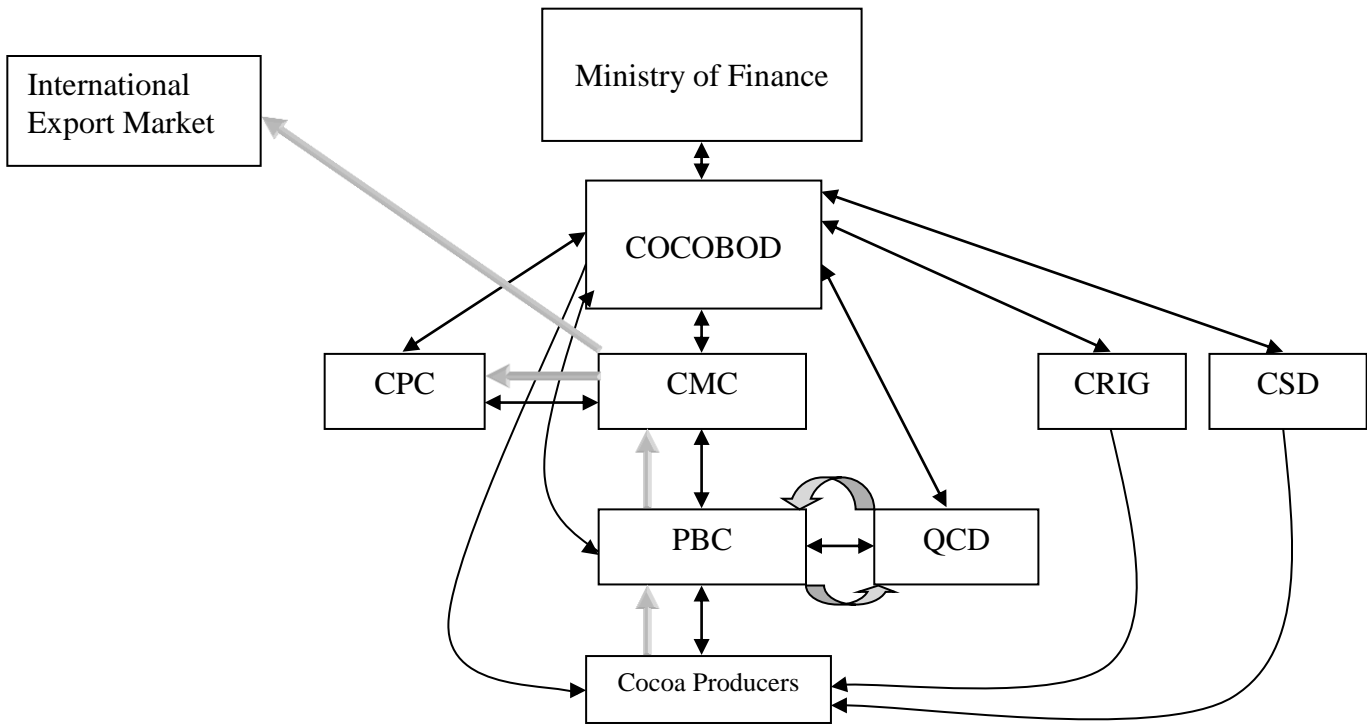 Ministry of Finance
International
Export Market
COCOBOD
CPC
CMC
CRIG
CSD
PBC
QCD
Cocoa Producers